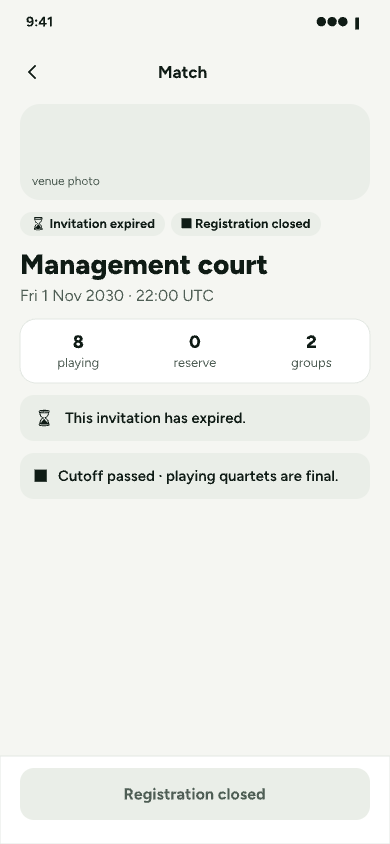 9:41
Match
venue photo
Invitation expired
Registration closed
Management court
Fri 1 Nov 2030 · 22:00 UTC
8 0 2
playing reserve groups
This invitation has expired.
Cutoff passed · playing quartets are final.
Registration closed